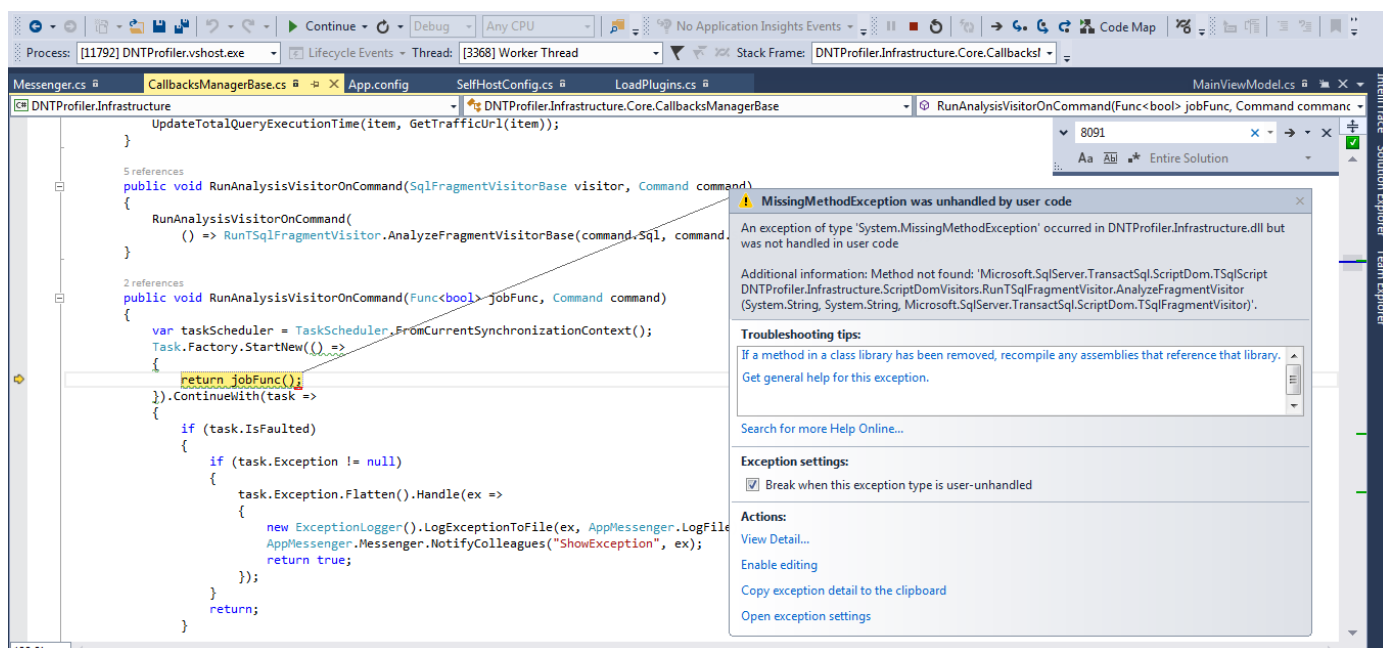 Continue Debug Any CPU No Application Insights Events Code Map
Process: [11792] DNTProfiler.vshost.exe Lifecycle Events Thread: [3368] Worker Thread Stack Frame: DNTProfiler.Infrastructure.Core.Callbacks
Messenger.cs CallbacksManagerBase.cs App.config SelfHostConfig.cs LoadPlugins.cs MainViewModel.cs
C# DNTProfiler.Infrastructure DNTProfiler.Infrastructure.Core.CallbacksManagerBase RunAnalysisVisitorOnCommand(Func<bool> jobFunc, Command
UpdateTotalQueryExecutionTime(item, GetTrafficUrl(item));
}
5 references
public void RunAnalysisVisitorOnCommand(SqlFragmentVisitorBase visitor, Command command)
{
RunAnalysisVisitorOnCommand(
() => RunTSqlFragmentVisitor.AnalyzeFragmentVisitorBase(command.Sql, command.
}
2 references
public void RunAnalysisVisitorOnCommand(Func<bool> jobFunc, Command command)
{
var taskScheduler = TaskScheduler.FromCurrentSynchronizationContext();
Task.Factory.StartNew(() =>
{
return jobFunc();
}).ContinueWith(task =>
{
if (task.IsFaulted)
{
if (task.Exception != null)
{
task.Exception.Flatten().Handle(ex =>
{
new ExceptionLogger().LogExceptionToFile(ex, AppMessenger.LogFile
AppMessenger.Messenger.NotifyColleagues("ShowException", ex);
return true;
});
}
return;
}
8091
Aa Ab .* Entire Solution
MissingMethodException was unhandled by user code
An exception of type 'System.MissingMethodException' occurred in DNTProfiler.Infrastructure.dll but
was not handled in user code
Additional information: Method not found: 'Microsoft.SqlServer.TransactSql.ScriptDom.TSqlScript
DNTProfiler.Infrastructure.ScriptDomVisitors.RunTSqlFragmentVisitor.AnalyzeFragmentVisitor
(System.String, System.String, Microsoft.SqlServer.TransactSql.ScriptDom.TSqlFragmentVisitor)'.
Troubleshooting tips:
If a method in a class library has been removed, recompile any assemblies that reference that library.
Get general help for this exception.
Search for more Help Online...
Exception settings:
Break when this exception type is user-unhandled
Actions:
View Detail...
Enable editing
Copy exception detail to the clipboard
Open exception settings
IntelliTrace
Solution Explorer
Team Explorer